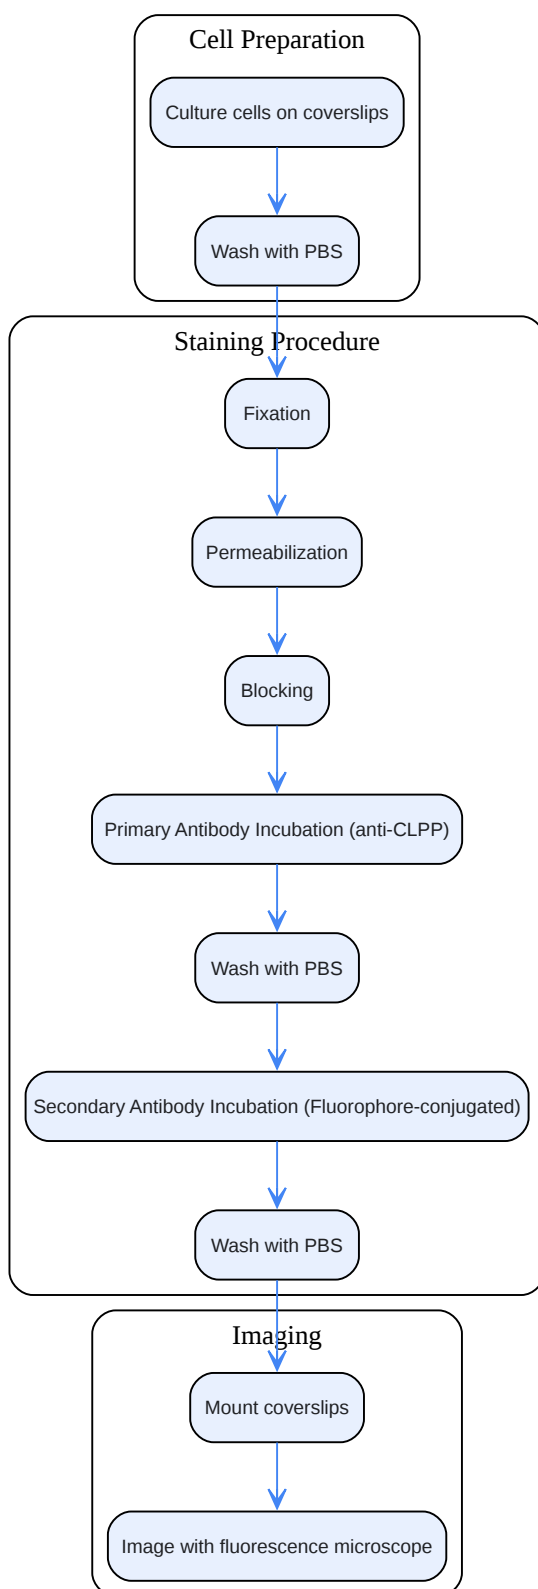 Cell Preparation
Culture cells on coverslips
Wash with PBS
Staining Procedure
Fixation
Permeabilization
Blocking
Primary Antibody Incubation (anti-CLPP)
Wash with PBS
Secondary Antibody Incubation (Fluorophore-conjugated)
Wash with PBS
Imaging
Mount coverslips
Image with fluorescence microscope